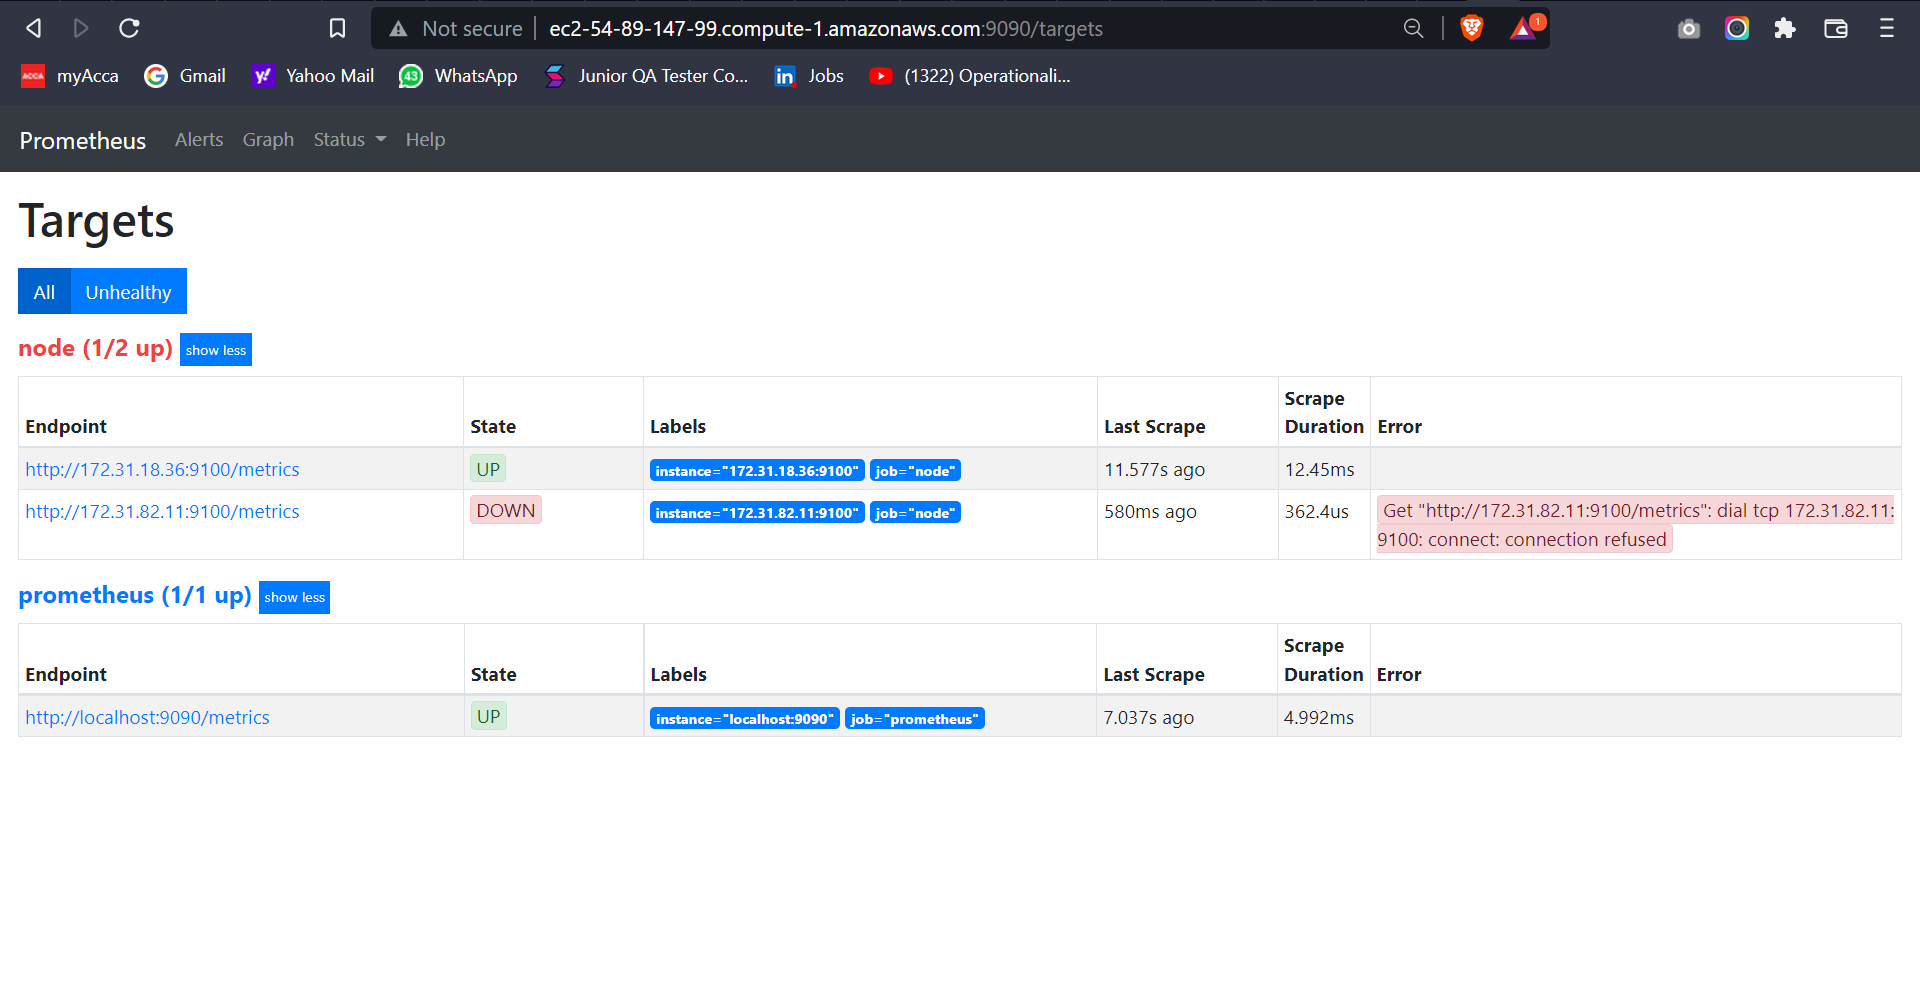 Not secure ec2-54-89-147-99.compute-1.amazonaws.com:9090/targets 1
ACCA myAcca G Gmail y! Yahoo Mail 43 WhatsApp Junior QA Tester Co... in Jobs (1322) Operationali...
Prometheus Alerts Graph Status Help
Targets
All Unhealthy
node (1/2 up) show less
Endpoint State Labels Last Scrape Scrape Duration Error
http://172.31.18.36:9100/metrics UP instance="172.31.18.36:9100" job="node" 11.577s ago 12.45ms
http://172.31.82.11:9100/metrics DOWN instance="172.31.82.11:9100" job="node" 580ms ago 362.4us Get "http://172.31.82.11:9100/metrics": dial tcp 172.31.82.11:
9100: connect: connection refused
prometheus (1/1 up) show less
Endpoint State Labels Last Scrape Scrape Duration Error
http://localhost:9090/metrics UP instance="localhost:9090" job="prometheus" 7.037s ago 4.992ms